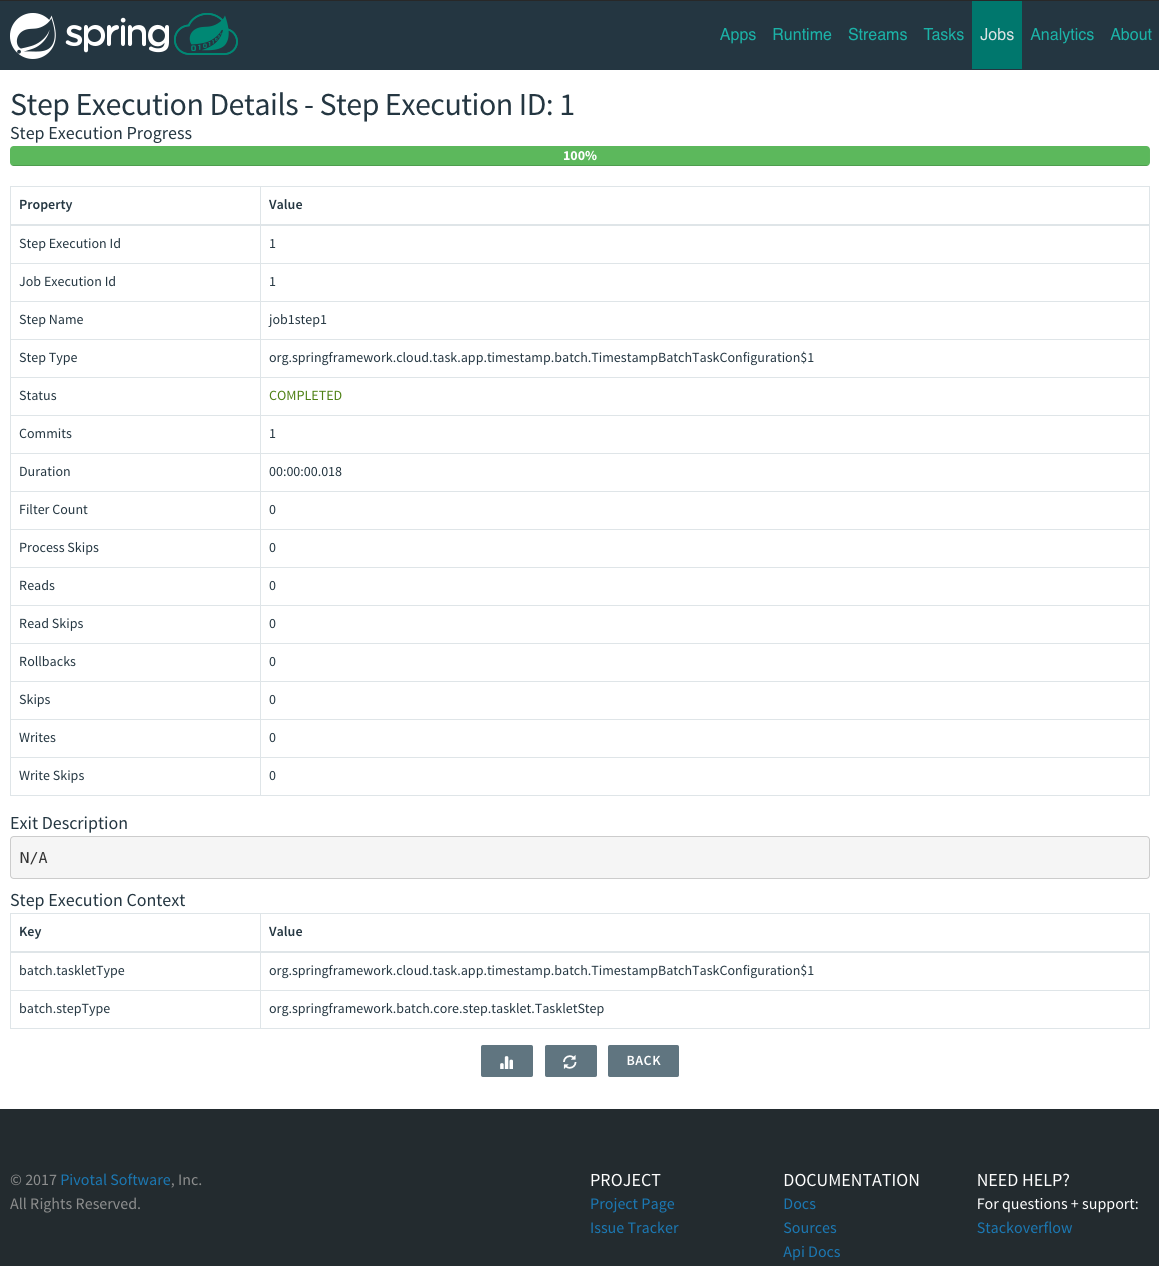 spring
Apps Runtime Streams Tasks Jobs Analytics About
Step Execution Details - Step Execution ID: 1
Step Execution Progress
100%
Property Value
Step Execution Id 1
Job Execution Id 1
Step Name job1step1
Step Type org.springframework.cloud.task.app.timestamp.batch.TimestampBatchTaskConfiguration$1
Status COMPLETED
Commits 1
Duration 00:00:00.018
Filter Count 0
Process Skips 0
Reads 0
Read Skips 0
Rollbacks 0
Skips 0
Writes 0
Write Skips 0
Exit Description
N/A
Step Execution Context
Key Value
batch.taskletType org.springframework.cloud.task.app.timestamp.batch.TimestampBatchTaskConfiguration$1
batch.stepType org.springframework.batch.core.step.tasklet.TaskletStep
BACK
© 2017 Pivotal Software, Inc.
All Rights Reserved.
PROJECT
Project Page
Issue Tracker
DOCUMENTATION
Docs
Sources
Api Docs
NEED HELP?
For questions + support:
Stackoverflow